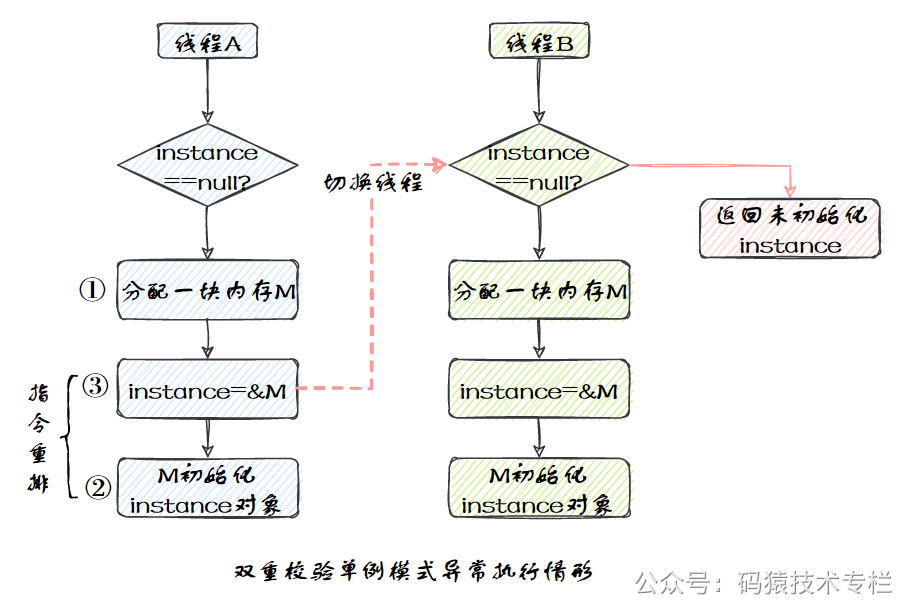 线程A
线程B
instance
==null?
切换线程
instance
==null?
返回未初始化
instance
①
分配一块内存M
分配一块内存M
指令重排
③
instance=&M
instance=&M
②
M初始化
instance对象
M初始化
instance对象
双重校验单例模式异常执行情形
公众号：码猿技术专栏